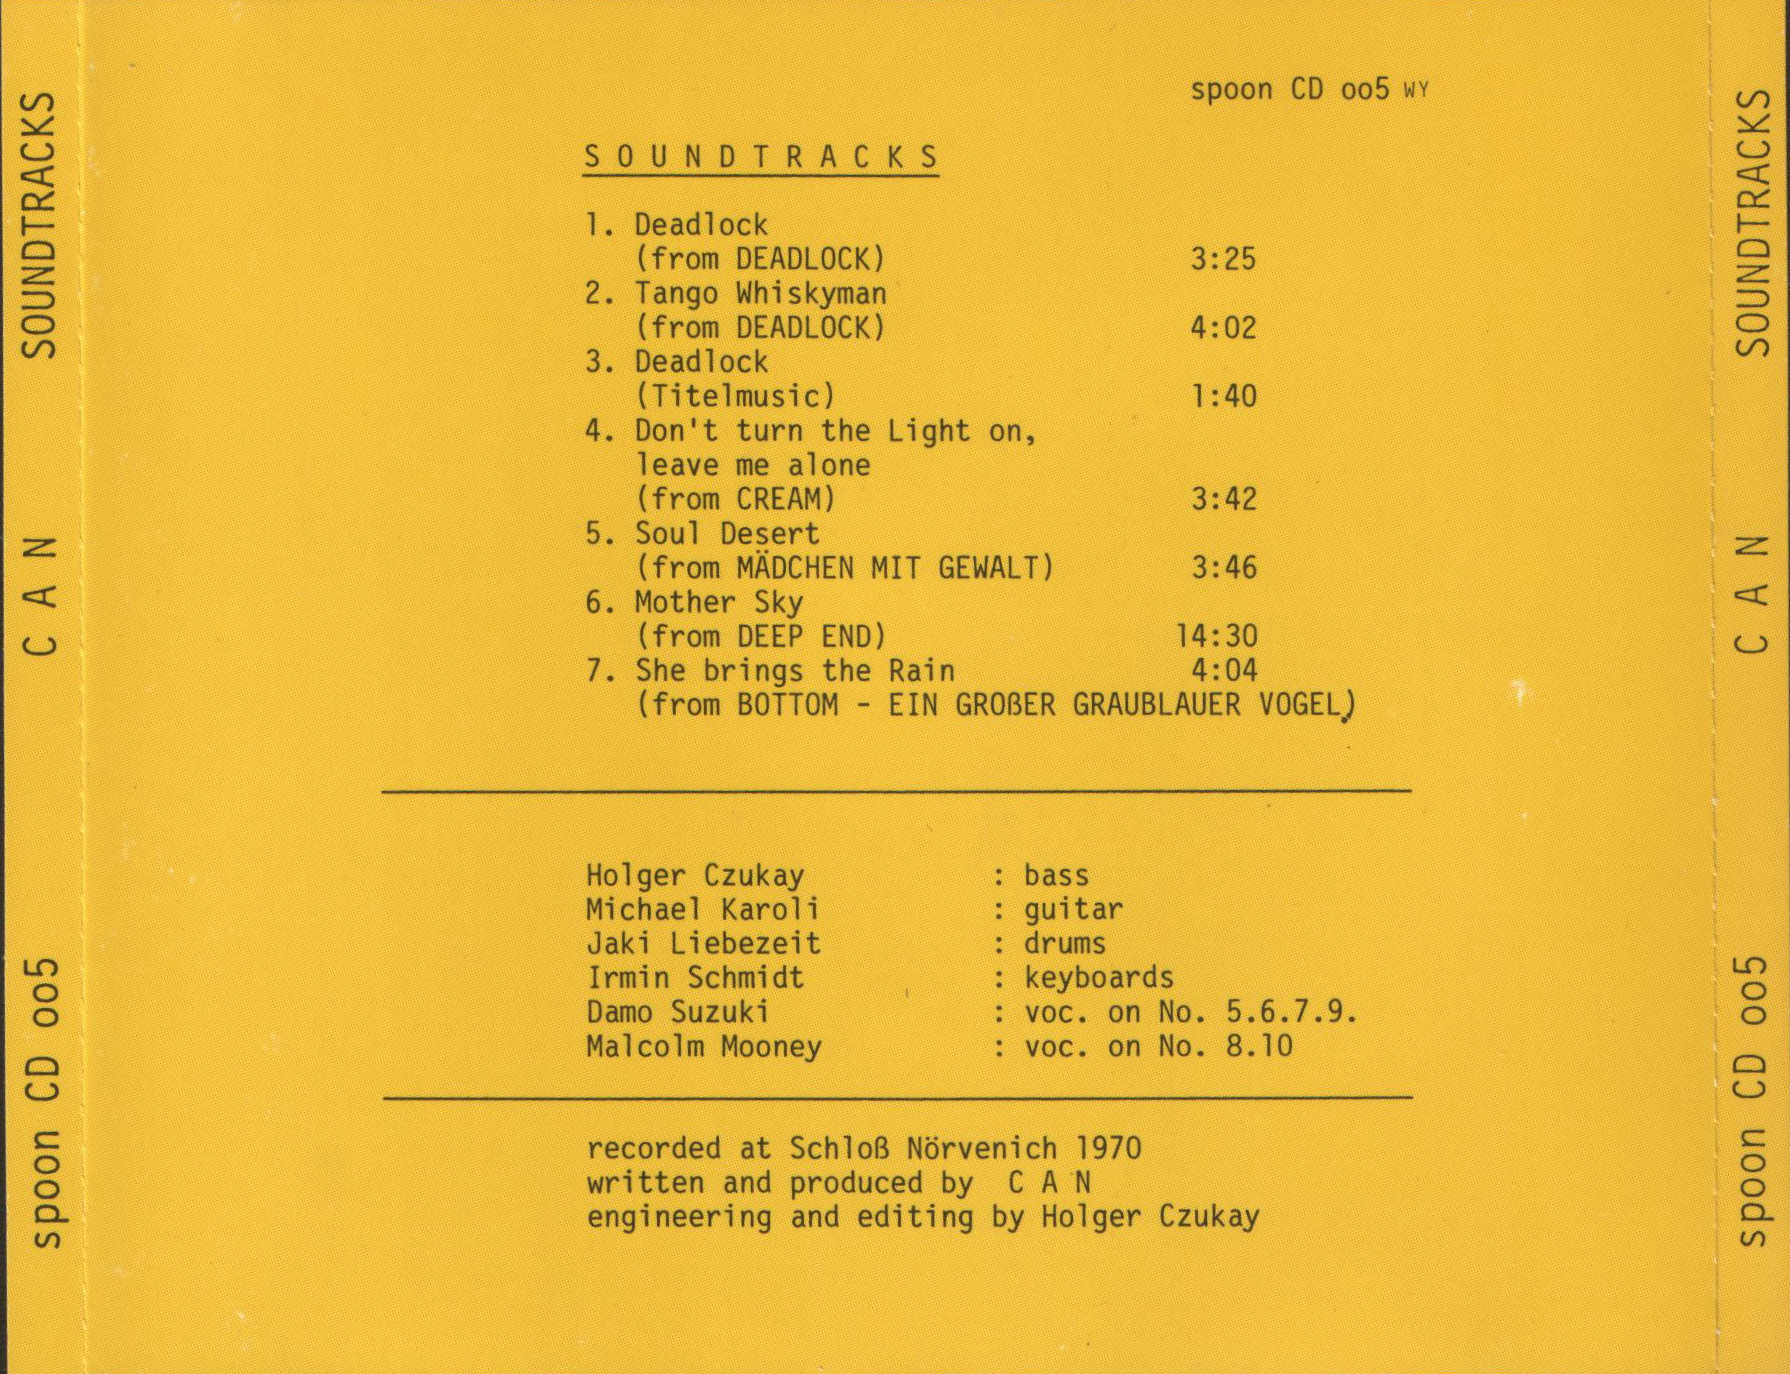 spoon CD oo5 WY
SOUNDTRACKS
1. Deadlock
(from DEADLOCK) 3:25
2. Tango Whiskyman
(from DEADLOCK) 4:02
3. Deadlock
(Titelmusic) 1:40
4. Don't turn the Light on,
leave me alone
(from CREAM) 3:42
5. Soul Desert
(from MÄDCHEN MIT GEWALT) 3:46
6. Mother Sky
(from DEEP END) 14:30
7. She brings the Rain 4:04
(from BOTTOM - EIN GROßER GRAUBLAUER VOGEL)
Holger Czukay : bass
Michael Karoli : guitar
Jaki Liebezeit : drums
Irmin Schmidt : keyboards
Damo Suzuki : voc. on No. 5.6.7.9.
Malcolm Mooney : voc. on No. 8.10
recorded at Schloß Nörvenich 1970
written and produced by C A N
engineering and editing by Holger Czukay
spoon CD oo5 C A N SOUNDTRACKS
spoon CD oo5 C A N SOUNDTRACKS